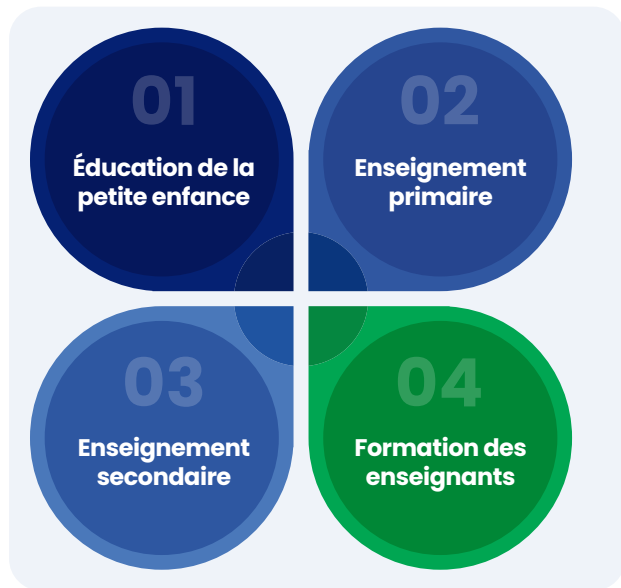 01
Éducation de la
petite enfance
02
Enseignement
primaire
03
Enseignement
secondaire
04
Formation des
enseignants